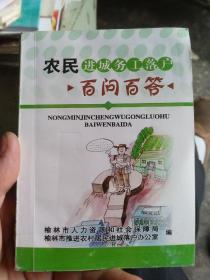 农民进城务工落户
百问百答
NONGMINJINCHENGWUGONGLUOHU
BAIWENBAIDA
榆林市人力资源和社会保障局
榆林市推进农村居民进城落户办公室 编